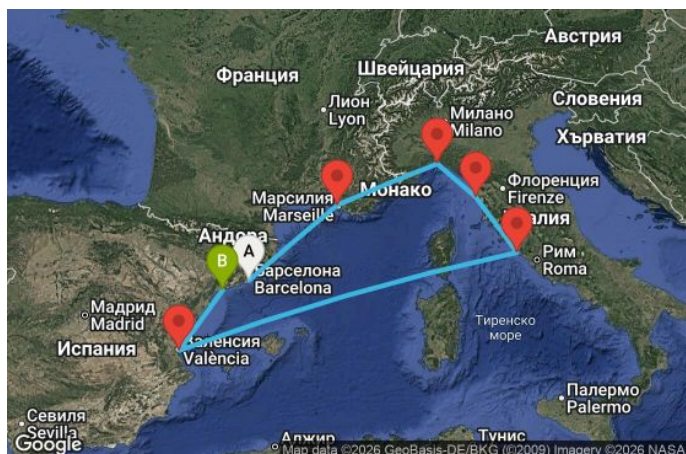 Австрия
Швейцария
Франция
Словения
Лион
Lyon
Милано
Milano
Хърватия
Марсилия
Marseille
Монако
Флоренция
Firenze
Италия
Андора
A
B
Барселона
Barcelona
Рим
Roma
Мадрид
Madrid
Испания
Валенсия
València
Тиренско
море
Палермо
Palermo
Севиля
Sevilla
Google
Алжир
Тунис
Map data ©2026 GeoBasis-DE/BKG (©2009) Imagery ©2026 NASA